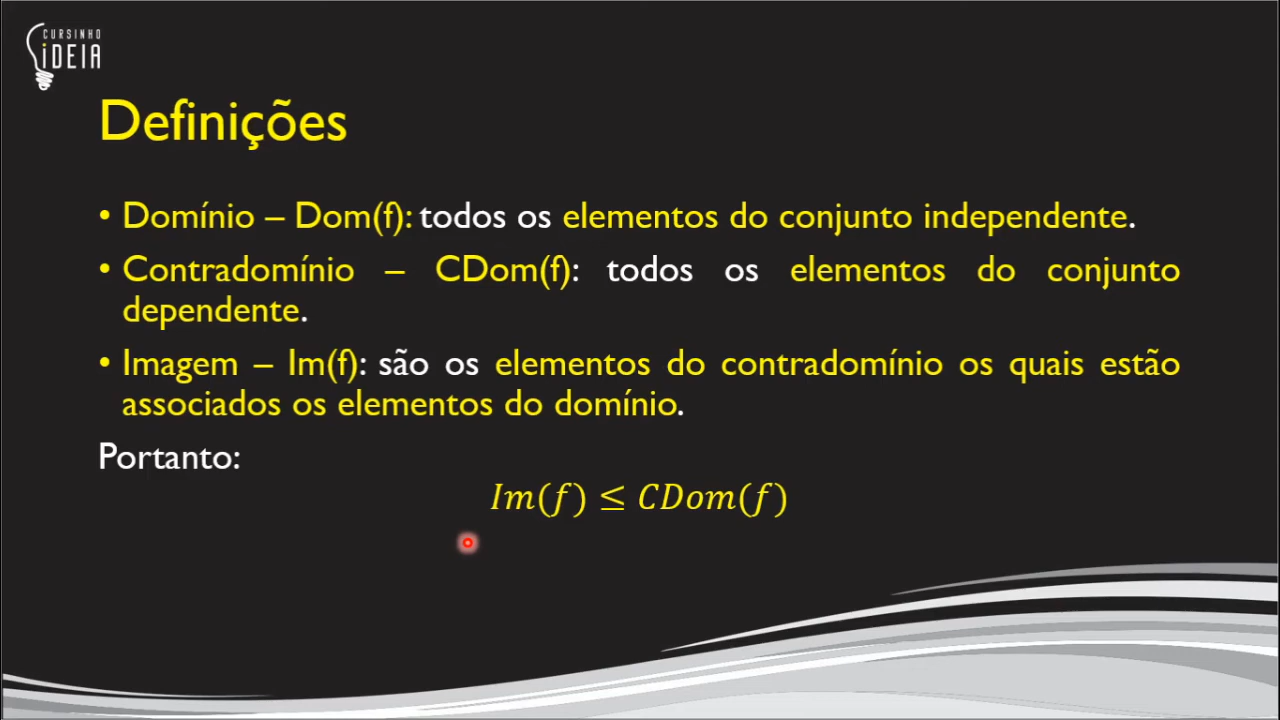 CURSINHO
iDEIA
Definições
• Domínio – Dom(f): todos os elementos do conjunto independente.
• Contradomínio – CDom(f): todos os elementos do conjunto
dependente.
• Imagem – Im(f): são os elementos do contradomínio os quais estão
associados os elementos do domínio.
Portanto:
Im(f) ≤ CDom(f)